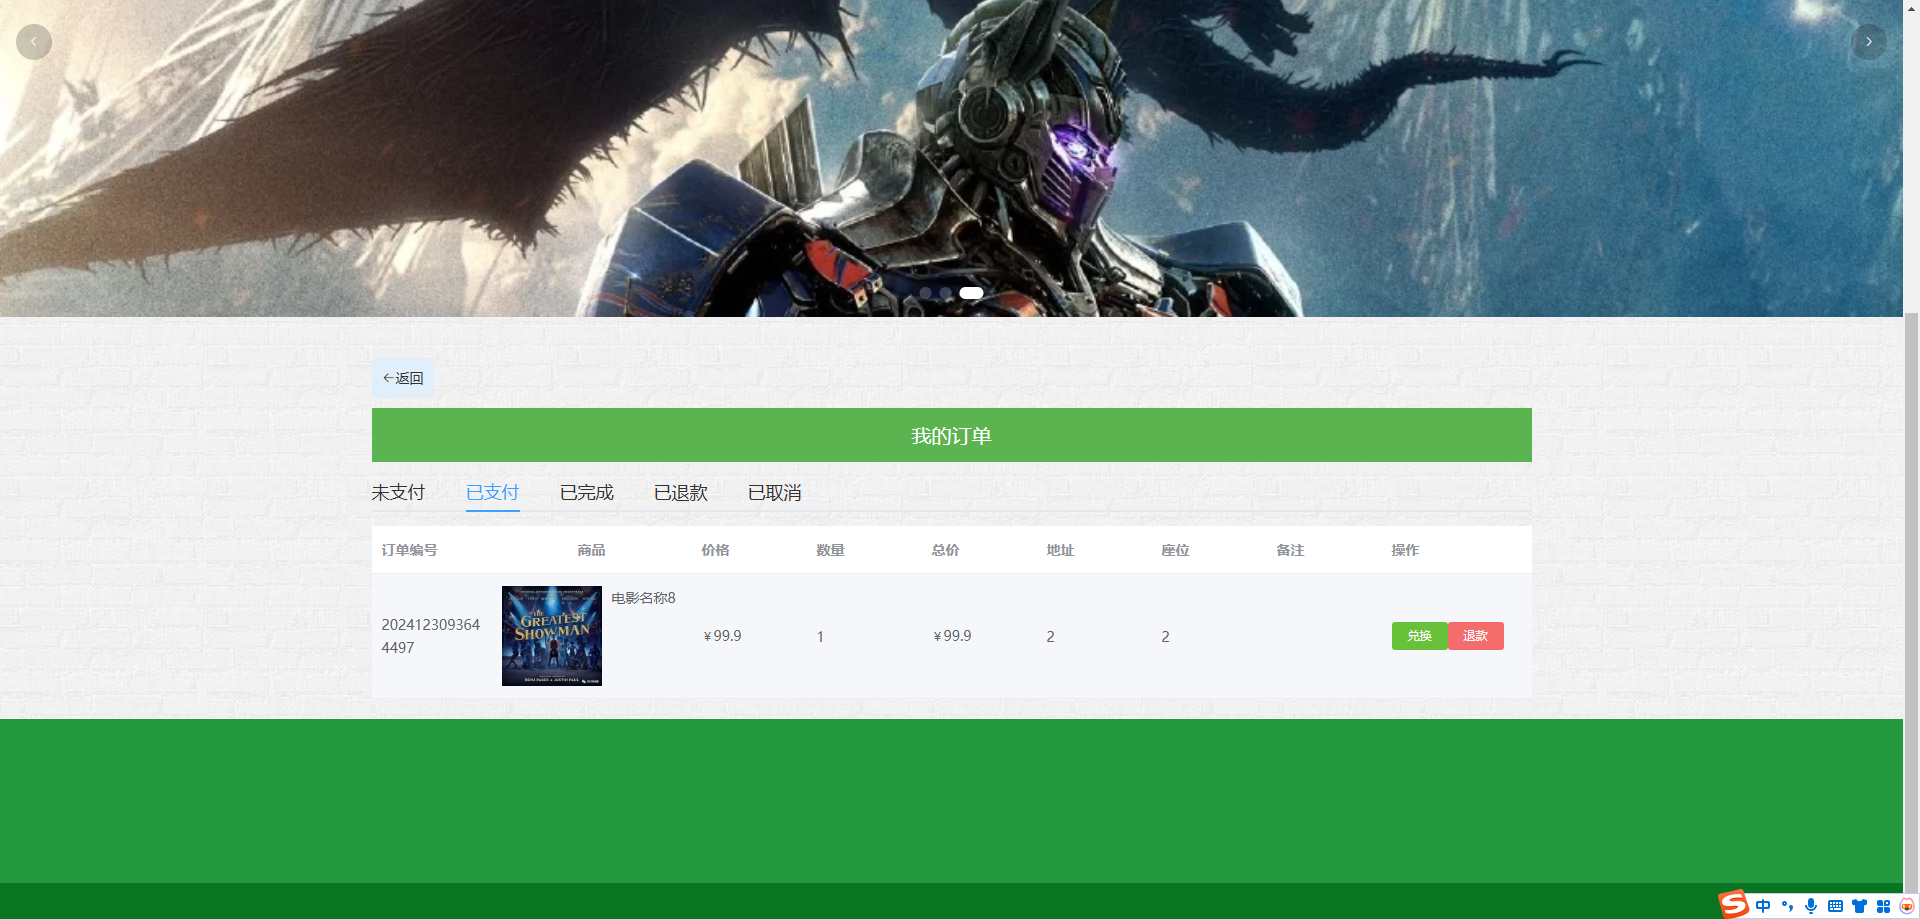 ←返回
我的订单
未支付 已支付 已完成 已退款 已取消
订单编号 商品 价格 数量 总价 地址 座位 备注 操作
电影名称8
THE
GREATEST
SHOWMAN
202412309364
4497
￥99.9 1 ￥99.9 2 2 兑换 退款
中